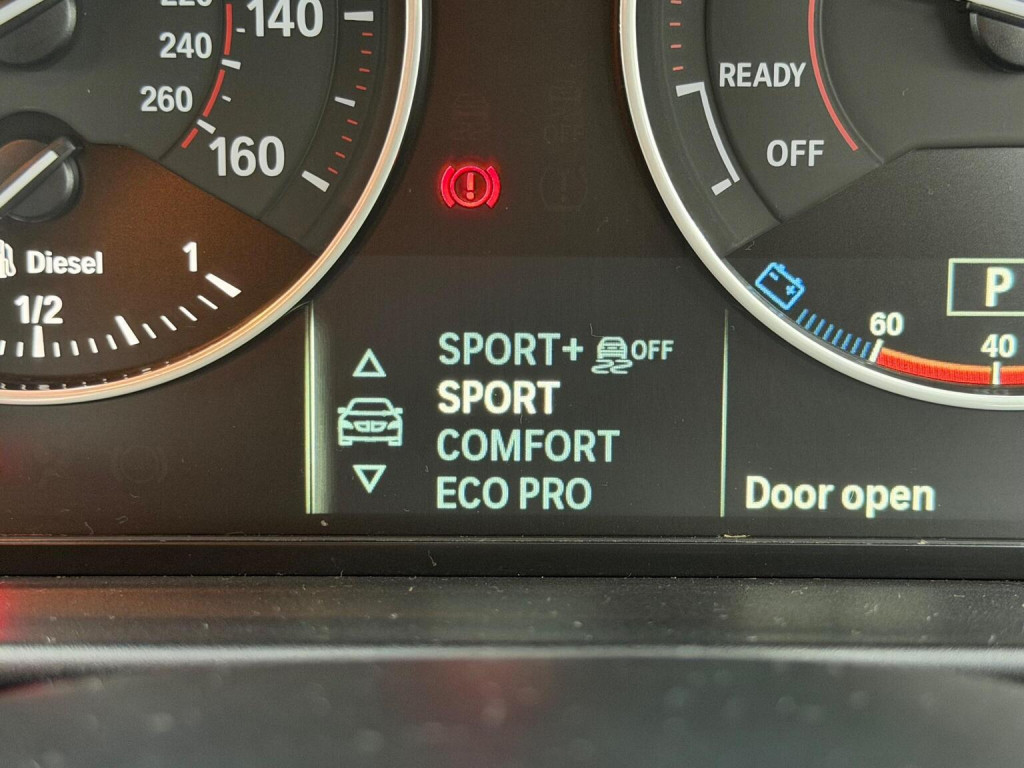 220
240
140
260
160
READY
OFF
Diesel
1/2
1
P
60
40
SPORT+ OFF
SPORT
COMFORT
ECO PRO
Door open